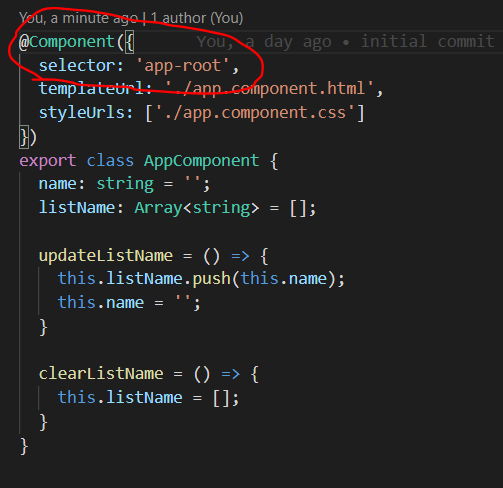 You, a minute ago | 1 author (You)
@Component({ You, a day ago • initial commit
selector: 'app-root',
templateUrl: './app.component.html',
styleUrls: ['./app.component.css']
})
export class AppComponent {
name: string = '';
listName: Array<string> = [];
updateListName = () => {
this.listName.push(this.name);
this.name = '';
}
clearListName = () => {
this.listName = [];
}
}